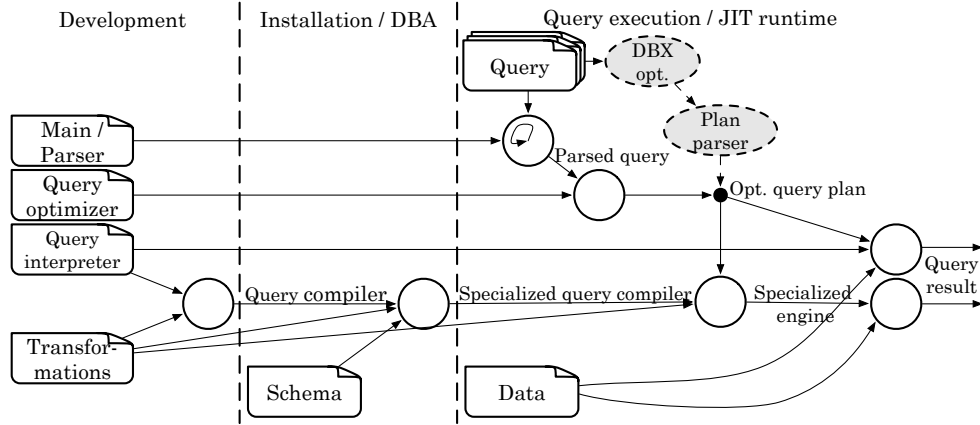 Development
Installation / DBA
Query execution / JIT runtime
Query
DBX
opt.
Main /
Parser
Plan
parser
Parsed query
Query
optimizer
Opt. query plan
Query
interpreter
Query compiler
Specialized query compiler
Specialized
engine
Query
result
Transfor-
mations
Schema
Data